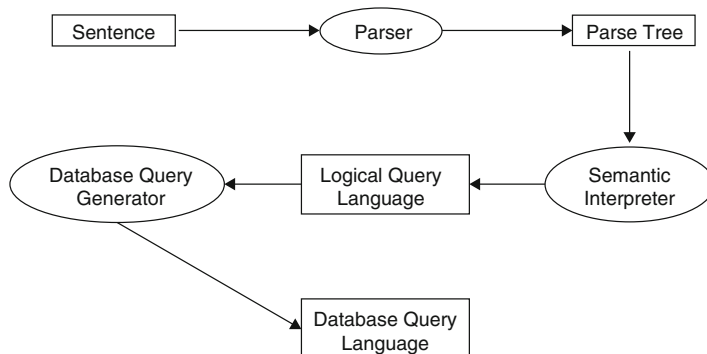 Sentence
Parser
Parse Tree
Database Query
Generator
Logical Query
Language
Semantic
Interpreter
Database Query
Language